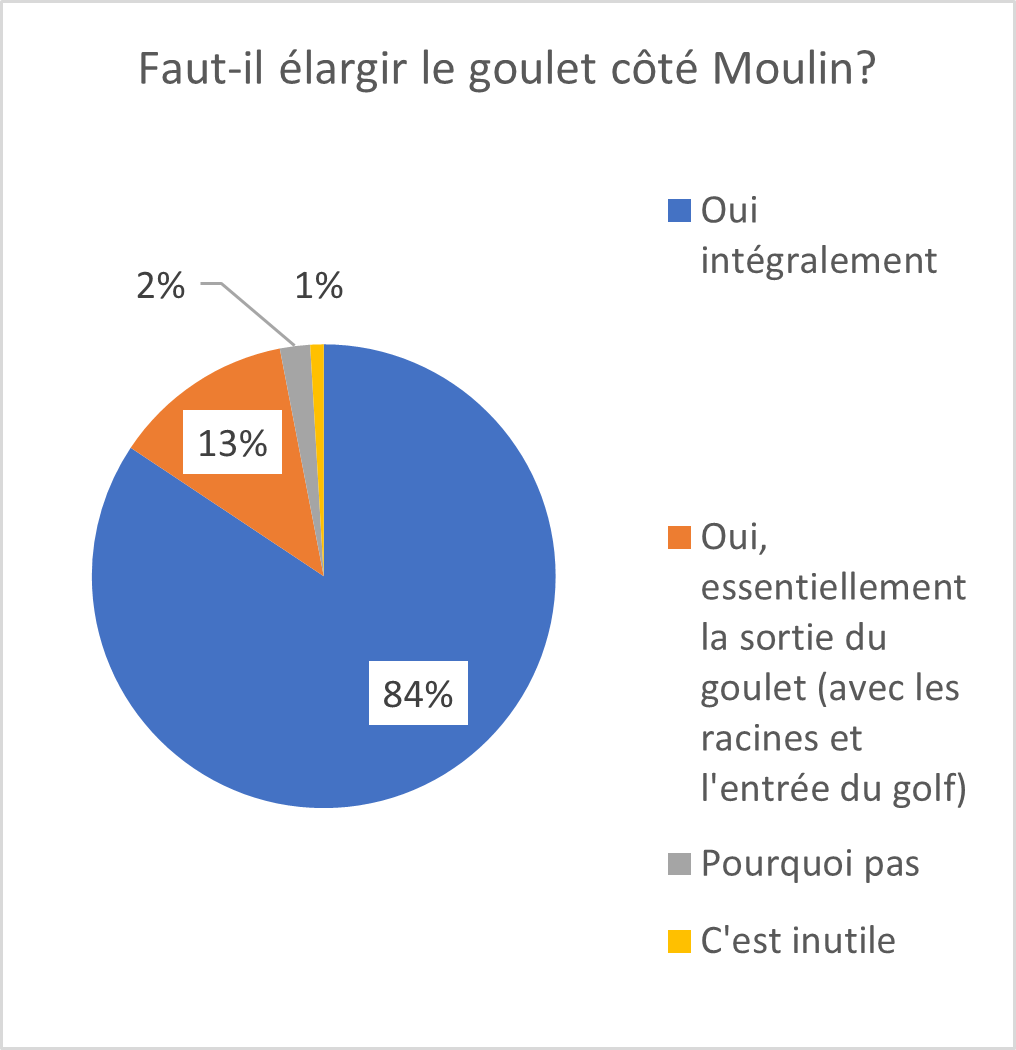 Faut-il élargir le goulet côté Moulin?
2%
1%
13%
84%
Oui
intégralement
Oui,
essentiellement
la sortie du
goulet (avec les
racines et
l'entrée du golf)
Pourquoi pas
C'est inutile